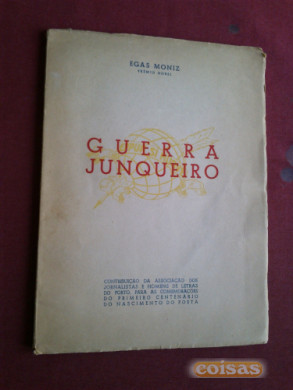 EGAS MONIZ
PRÉMIO NOBEL
GUERRA
JUNQUEIRO
CONTRIBUIÇÃO DA ASSOCIAÇÃO DOS
JORNALISTAS E HOMENS DE LETRAS
DO PORTO, PARA AS COMEMORAÇÕES
DO PRIMEIRO CENTENÁRIO
DO NASCIMENTO DO POETA
coisas